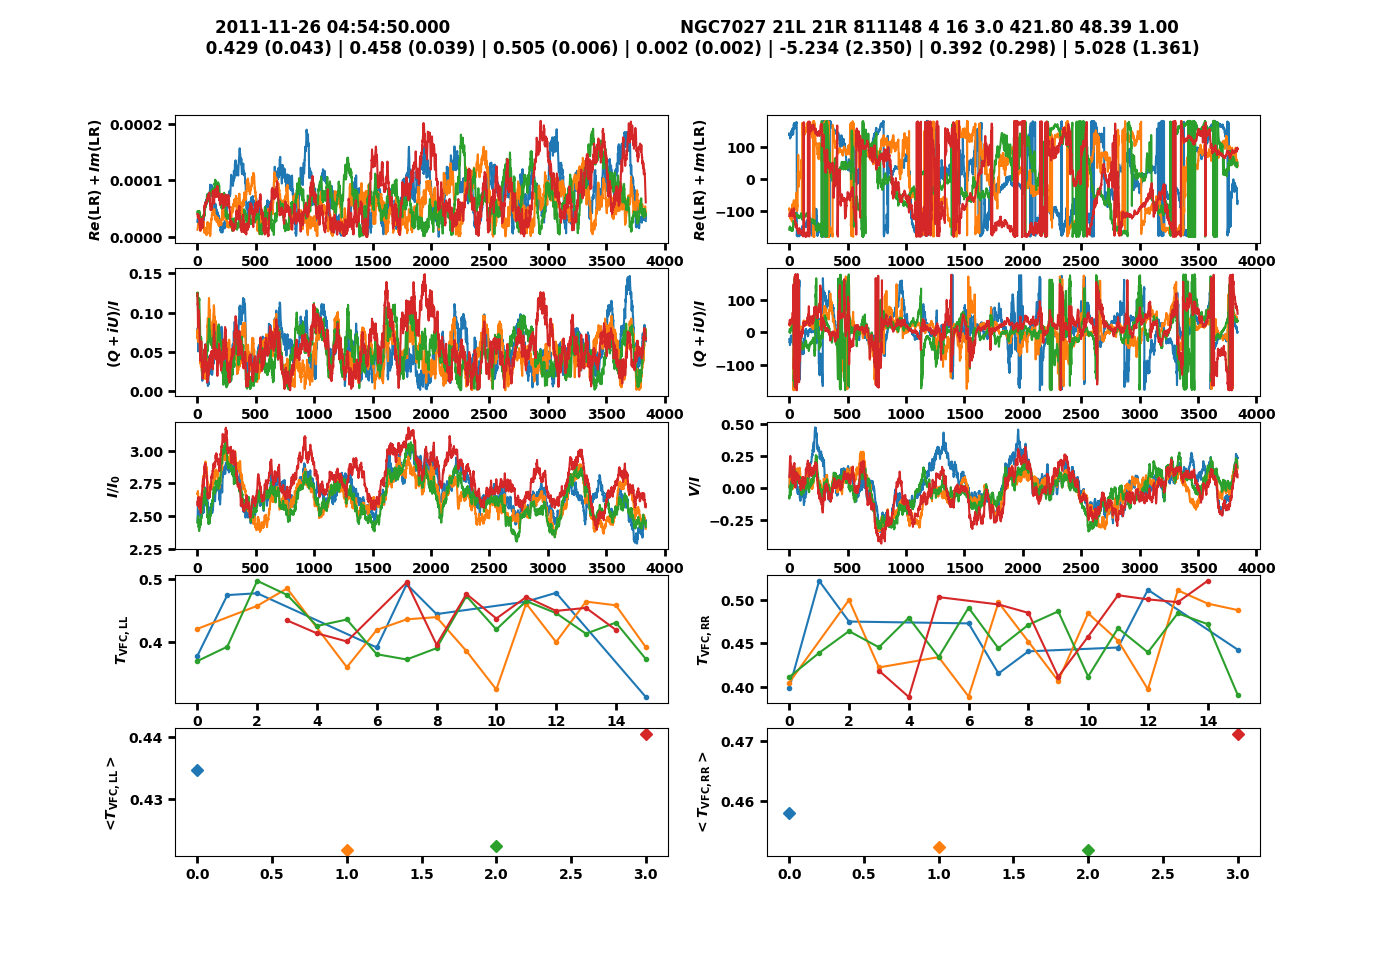 2011-11-26 04:54:50.000 NGC7027 21L 21R 811148 4 16 3.0 421.80 48.39 1.00
0.429 (0.043) | 0.458 (0.039) | 0.505 (0.006) | 0.002 (0.002) | -5.234 (2.350) | 0.392 (0.298) | 5.028 (1.361)
Re(LR) + Im(LR)
0.0002
0.0001
0.0000
0 500 1000 1500 2000 2500 3000 3500 4000
Re(LR) + Im(LR)
100
0
−100
0 500 1000 1500 2000 2500 3000 3500 4000
(Q + iU)/I
0.15
0.10
0.05
0.00
0 500 1000 1500 2000 2500 3000 3500 4000
(Q + iU)/I
100
0
−100
0 500 1000 1500 2000 2500 3000 3500 4000
I/I0
3.00
2.75
2.50
2.25
0 500 1000 1500 2000 2500 3000 3500 4000
V/I
0.50
0.25
0.00
−0.25
0 500 1000 1500 2000 2500 3000 3500 4000
TVFC, LL
0.5
0.4
0 2 4 6 8 10 12 14
TVFC, RR
0.50
0.45
0.40
0 2 4 6 8 10 12 14
<TVFC, LL >
0.44
0.43
0.0 0.5 1.0 1.5 2.0 2.5 3.0
< TVFC, RR >
0.47
0.46
0.0 0.5 1.0 1.5 2.0 2.5 3.0